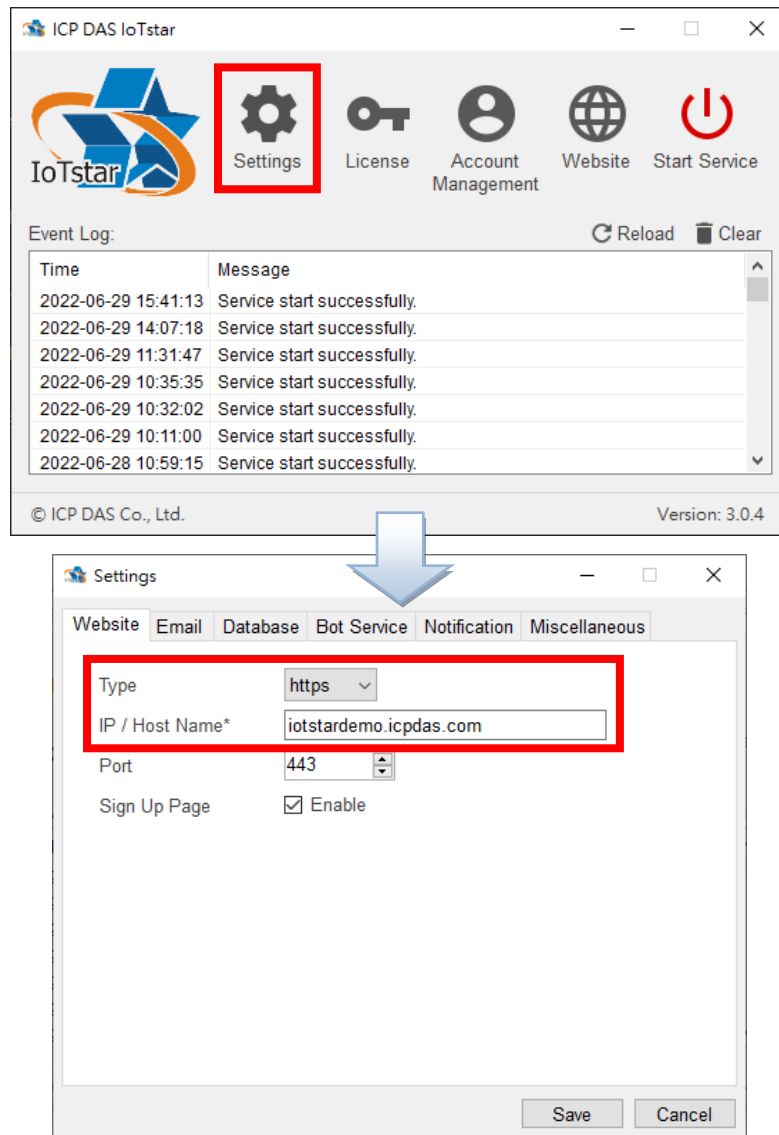 ICP DAS IoTstar
IoTstar
Settings
License
Account
Management
Website
Start Service
Event Log:
Reload
Clear
Time Message
2022-06-29 15:41:13 Service start successfully.
2022-06-29 14:07:18 Service start successfully.
2022-06-29 11:31:47 Service start successfully.
2022-06-29 10:35:35 Service start successfully.
2022-06-29 10:32:02 Service start successfully.
2022-06-29 10:11:00 Service start successfully.
2022-06-28 10:59:15 Service start successfully.
© ICP DAS Co., Ltd. Version: 3.0.4
Settings
Website Email Database Bot Service Notification Miscellaneous
Type https
IP / Host Name* iotstardemo.icpdas.com
Port 443
Sign Up Page Enable
Save Cancel